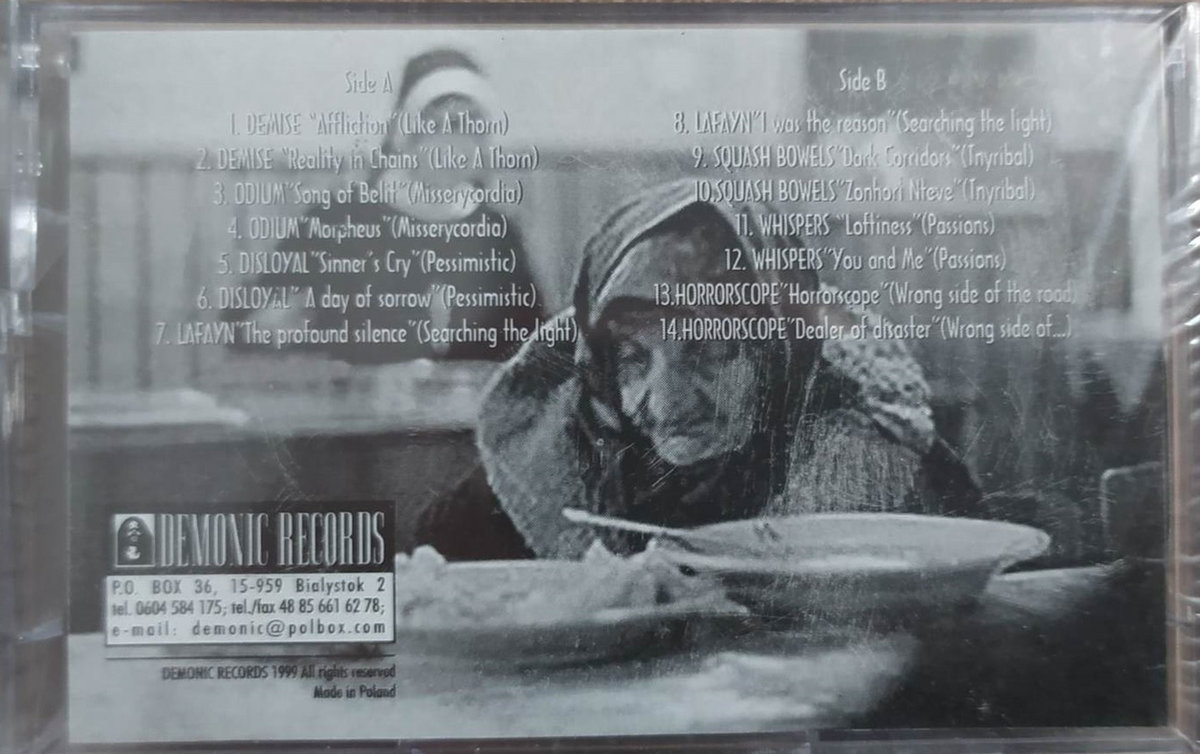 Side A
1. DEMISE "Affliction"(Like A Thorn)
2. DEMISE "Reality in Chains"(Like A Thorn)
3. ODIUM"Song of Belit"(Misserycordia)
4. ODIUM"Morpheus"(Misserycordia)
5. DISLOYAL"Sinner's Cry"(Pessimistic)
6. DISLOYAL" A day of sorrow"(Pessimistic)
7. LAFAYN"The profound silence"(Searching the light)
Side B
8. LAFAYN"I was the reason"(Searching the light)
9. SQUASH BOWELS"Dark Corridors"(Tnyribal)
10.SQUASH BOWELS"Zonhori Nteve"(Tnyribal)
11. WHISPERS "Loftiness"(Passions)
12. WHISPERS"You and Me"(Passions)
13.HORRORSCOPE"Horrorscope"(Wrong side of the road)
14.HORRORSCOPE"Dealer of disaster"(Wrong side of...)
DEMONIC RECORDS
P.O. BOX 36, 15-959 Bialystok 2
tel. 0604 584 175; tel./fax 48 85 661 62 78;
e-mail: demonic@polbox.com
DEMONIC RECORDS 1999 All rights reserved
Made in Poland